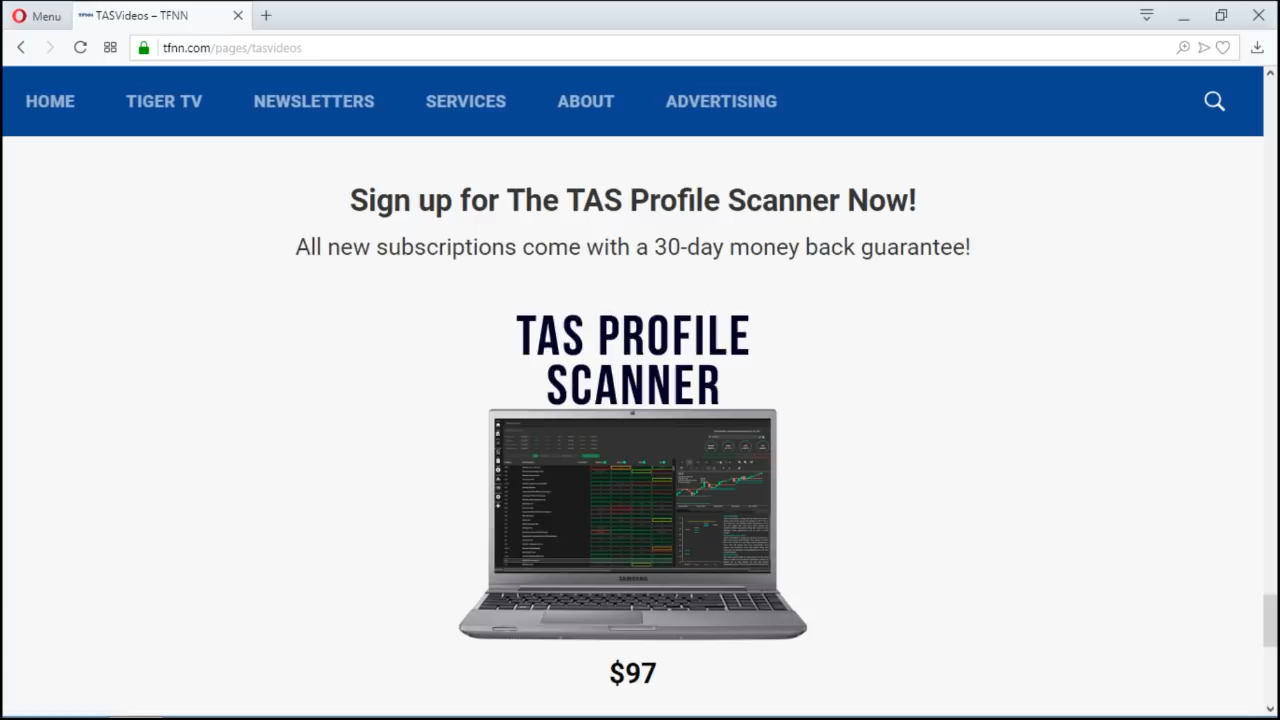 Menu
TFNN
TASVideos – TFNN
tfnn.com/pages/tasvideos
HOME
TIGER TV
NEWSLETTERS
SERVICES
ABOUT
ADVERTISING
Sign up for The TAS Profile Scanner Now!
All new subscriptions come with a 30-day money back guarantee!
TAS PROFILE
SCANNER
SAMSUNG
$97